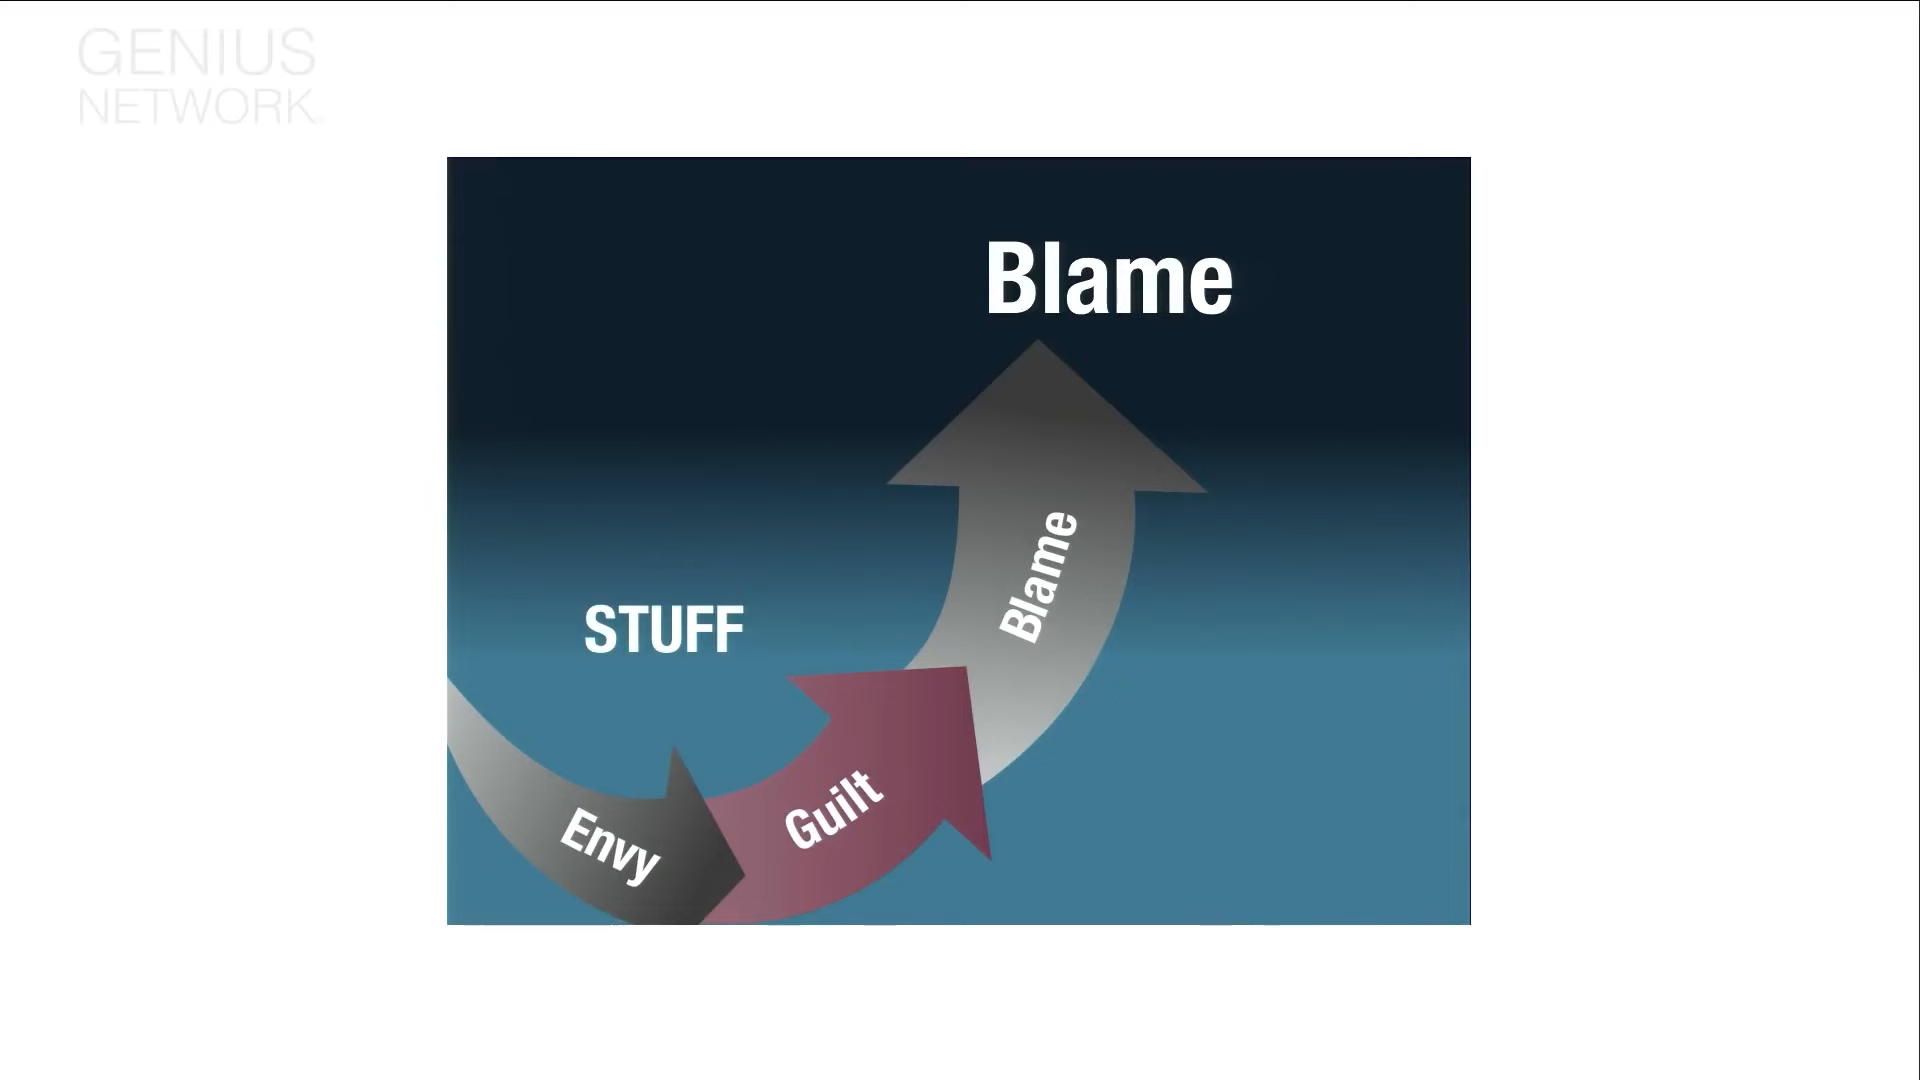 GENIUS
NETWORK
Blame
Blame
STUFF
Guilt
Envy